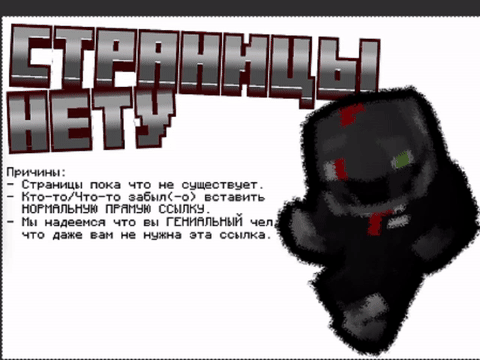 СТРАНИЦЫ
НЕТУ
Причины:
- Страницы пока что не существует.
- Кто-то/Что-то забыл(-о) вставить
НОРМАЛЬНУЮ ПРЯМУЮ ССЫЛКУ.
- Мы надеемся что вы ГЕНИАЛЬНЫЙ чел,
что даже вам не нужна эта ссылка.